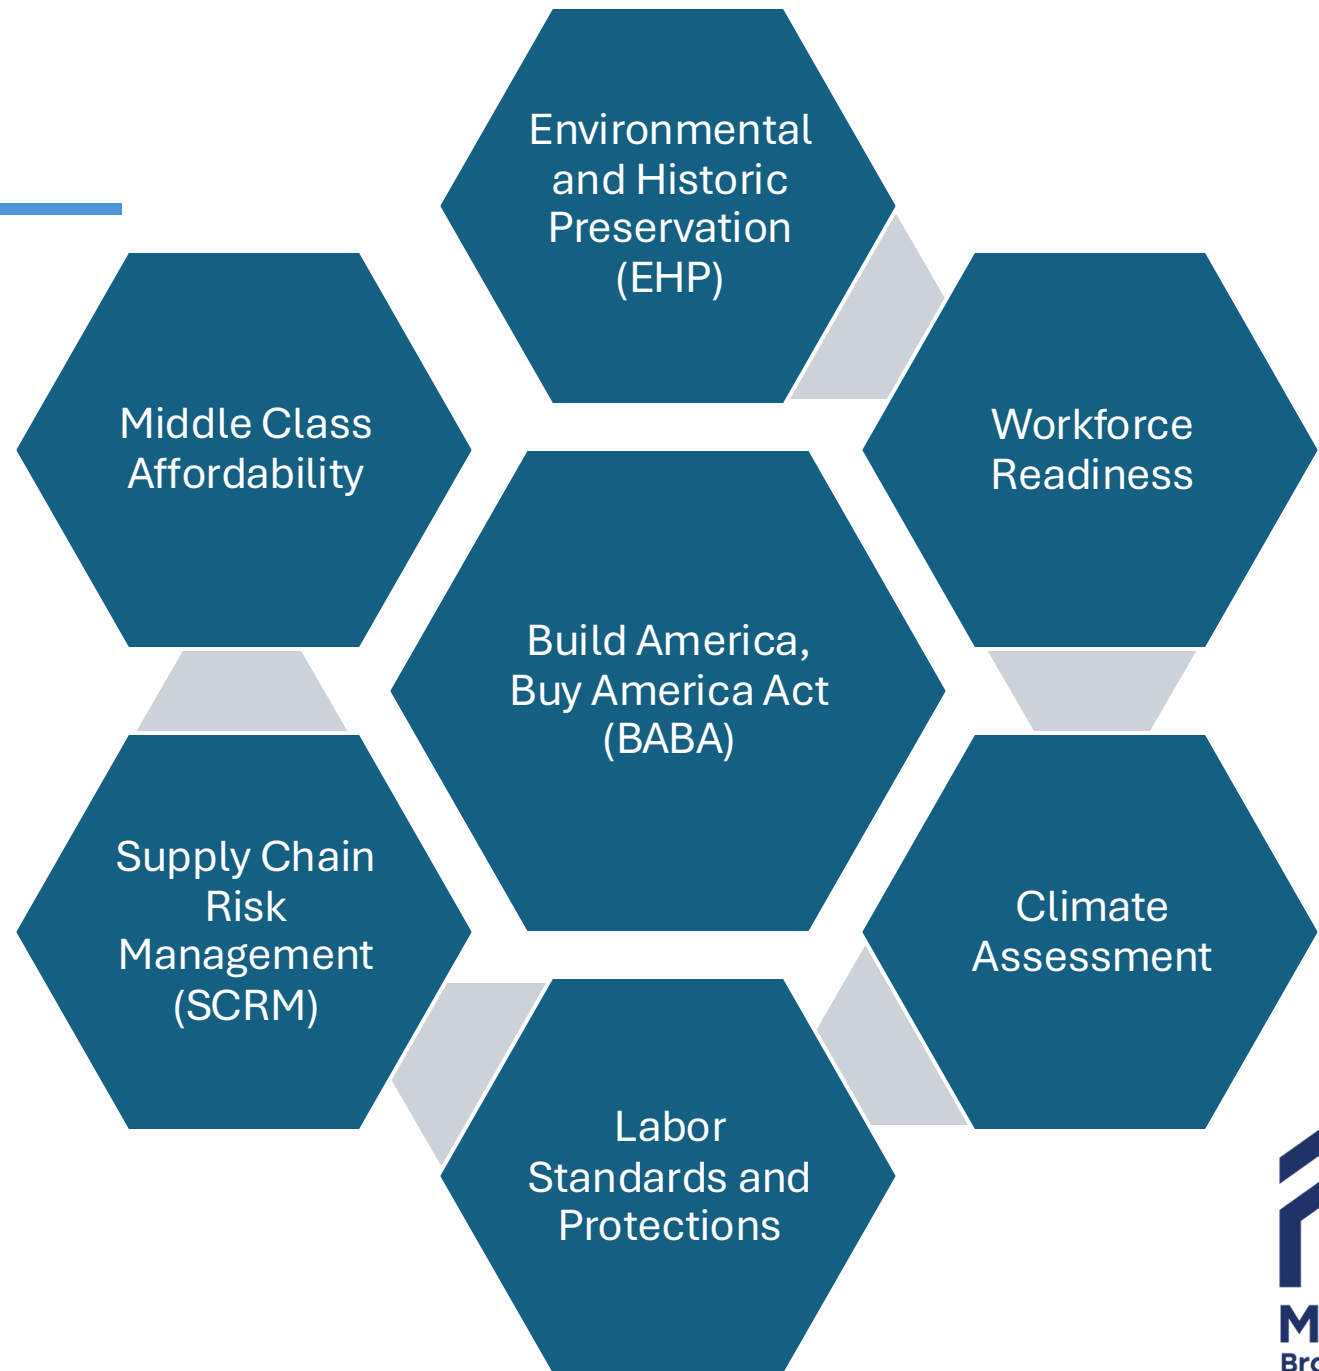 Environmental
and Historic
Preservation
(EHP)
Middle Class
Affordability
Workforce
Readiness
Build America,
Buy America Act
(BABA)
Supply Chain
Risk
Management
(SCRM)
Climate
Assessment
Labor
Standards and
Protections